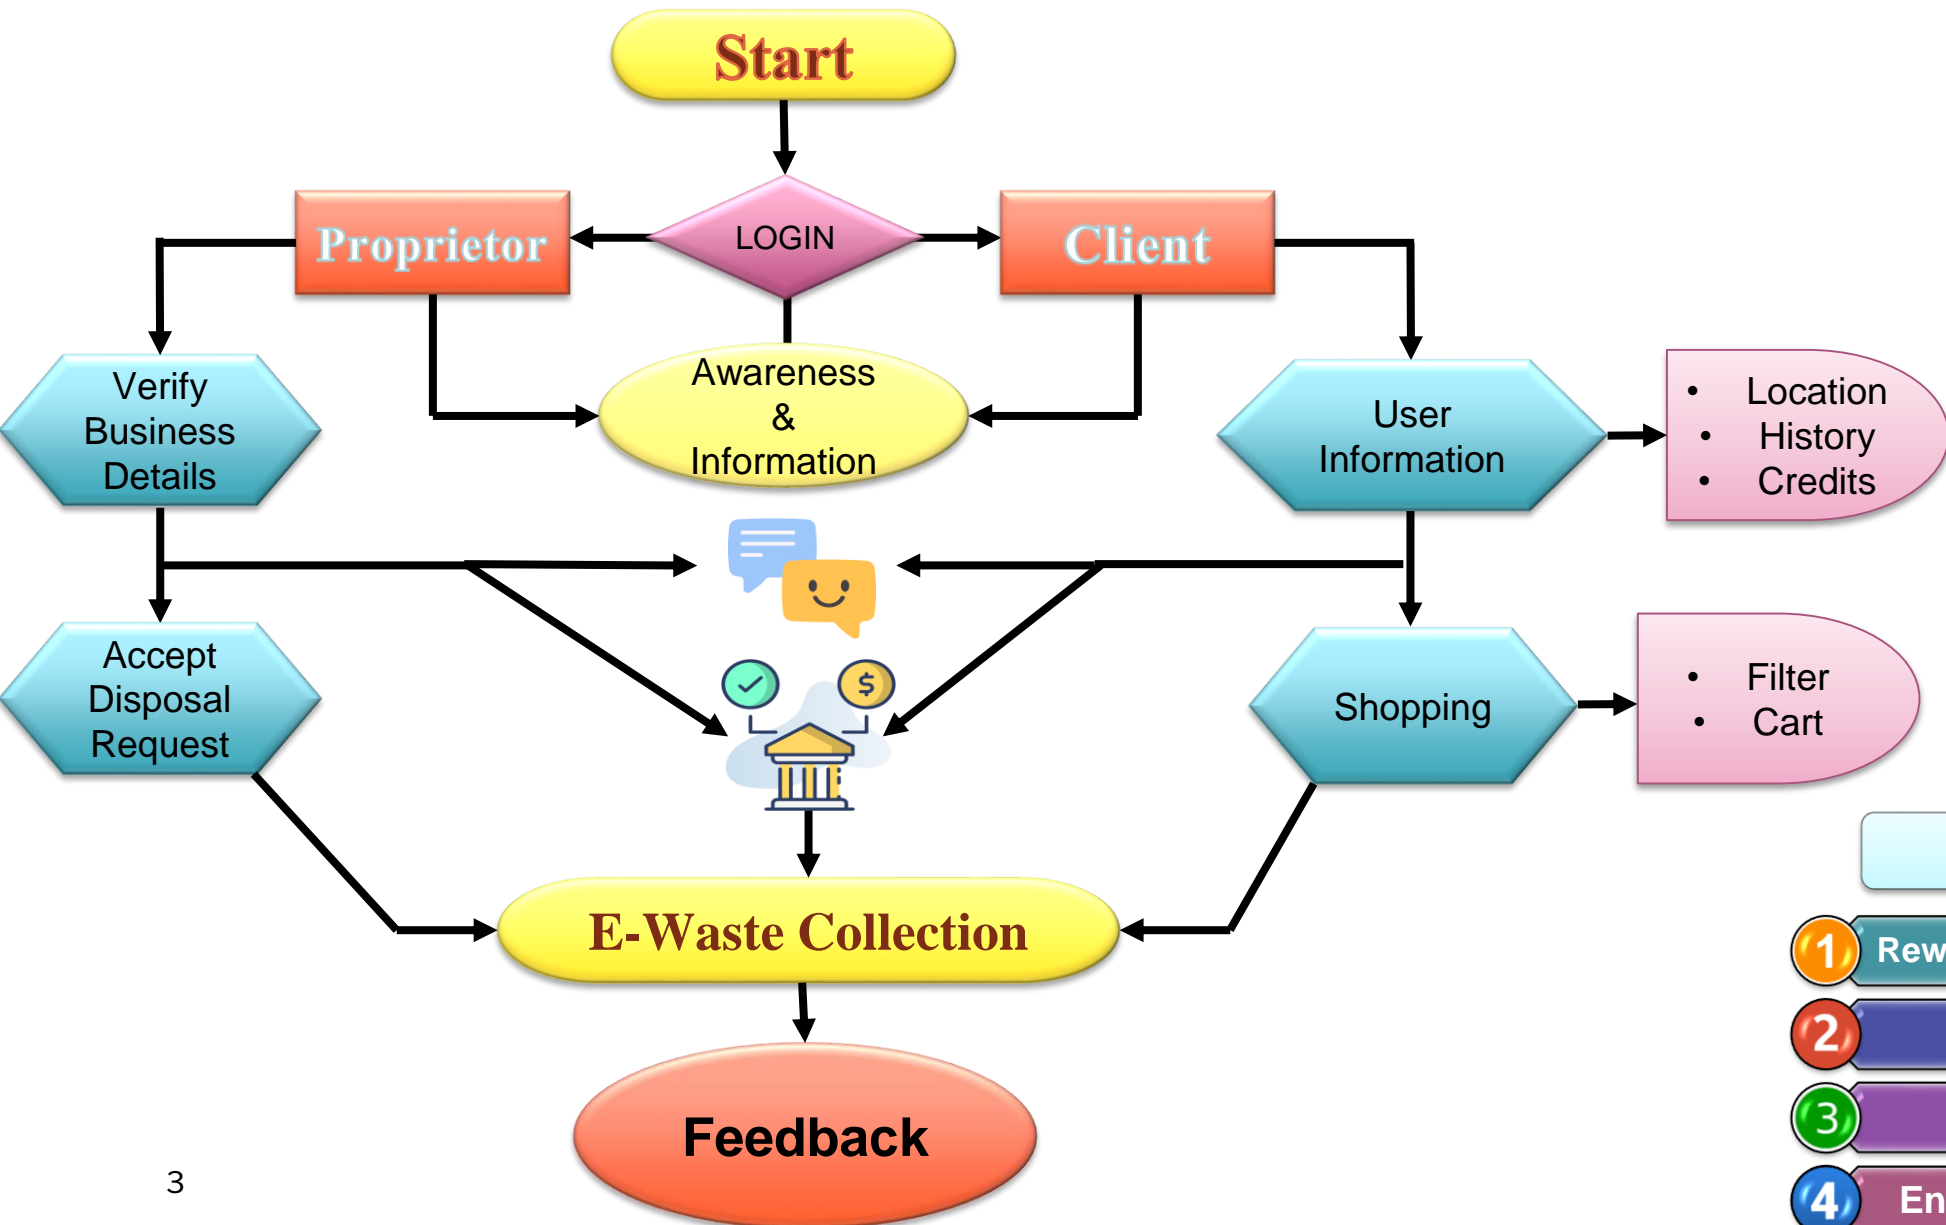 Start
LOGIN
Proprietor
Client
Awareness
&
Information
Verify
Business
Details
User
Information
• Location
• History
• Credits
Accept
Disposal
Request
$
Shopping
• Filter
• Cart
E-Waste Collection
1
2
3
4
Feedback
3